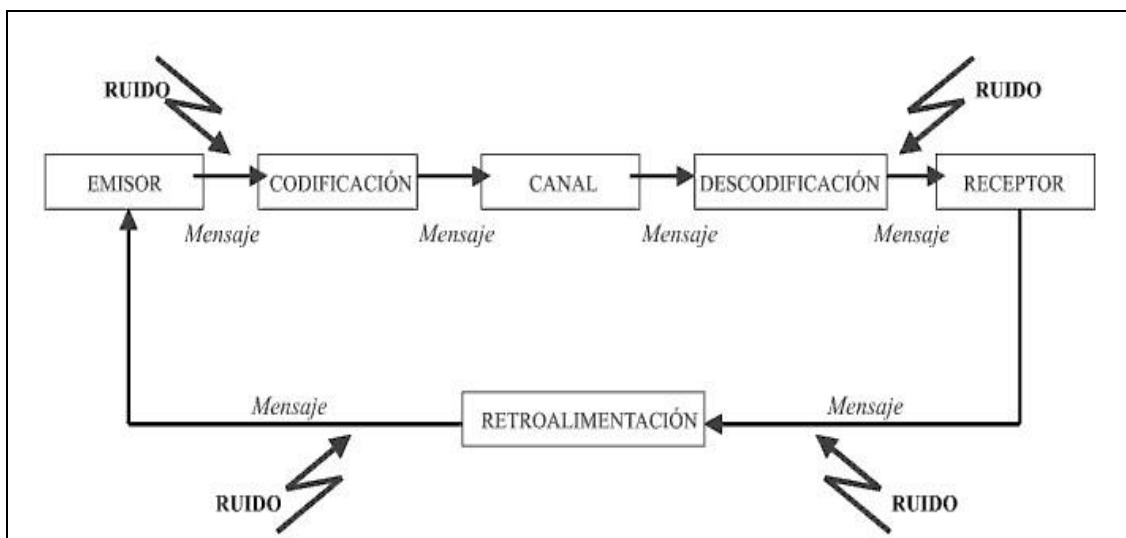 RUIDO
RUIDO
EMISOR
CODIFICACIÓN
CANAL
DESCODIFICACIÓN
RECEPTOR
Mensaje
Mensaje
Mensaje
Mensaje
Mensaje
RETROALIMENTACIÓN
Mensaje
RUIDO
RUIDO